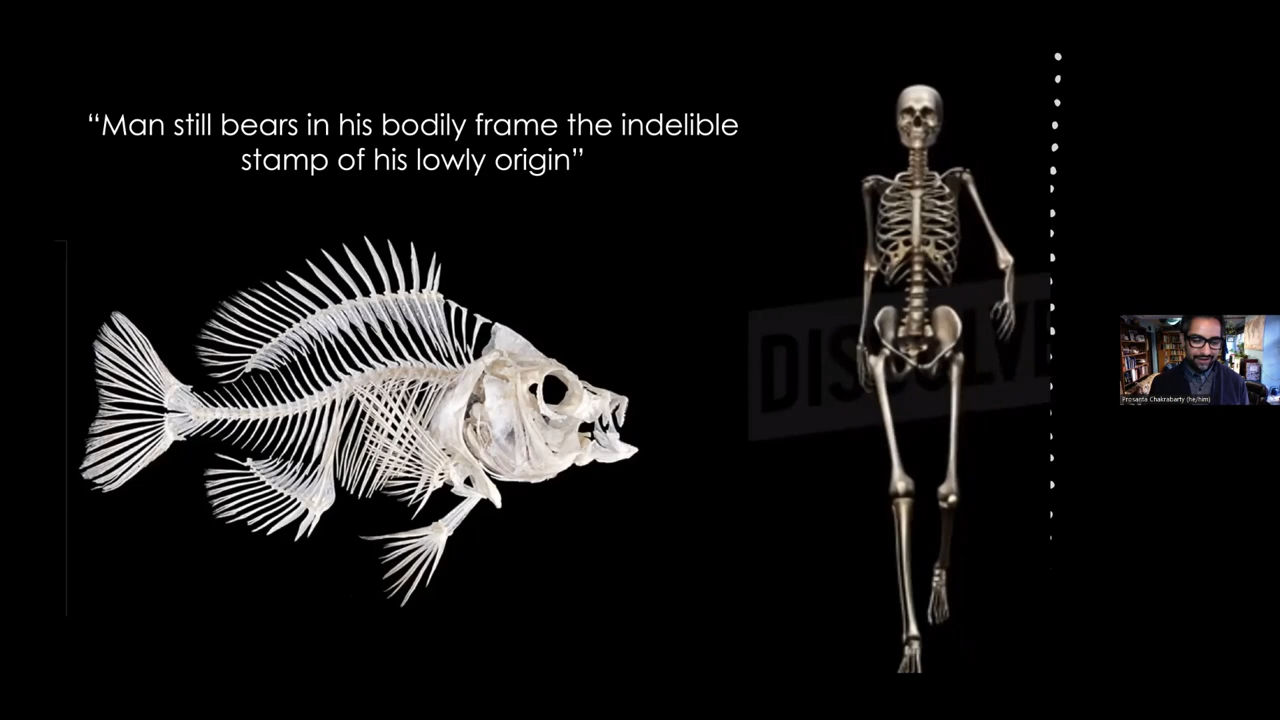 “Man still bears in his bodily frame the indelible
stamp of his lowly origin”
DISSOLVE
Prosanta Chakrabarty (he/him)